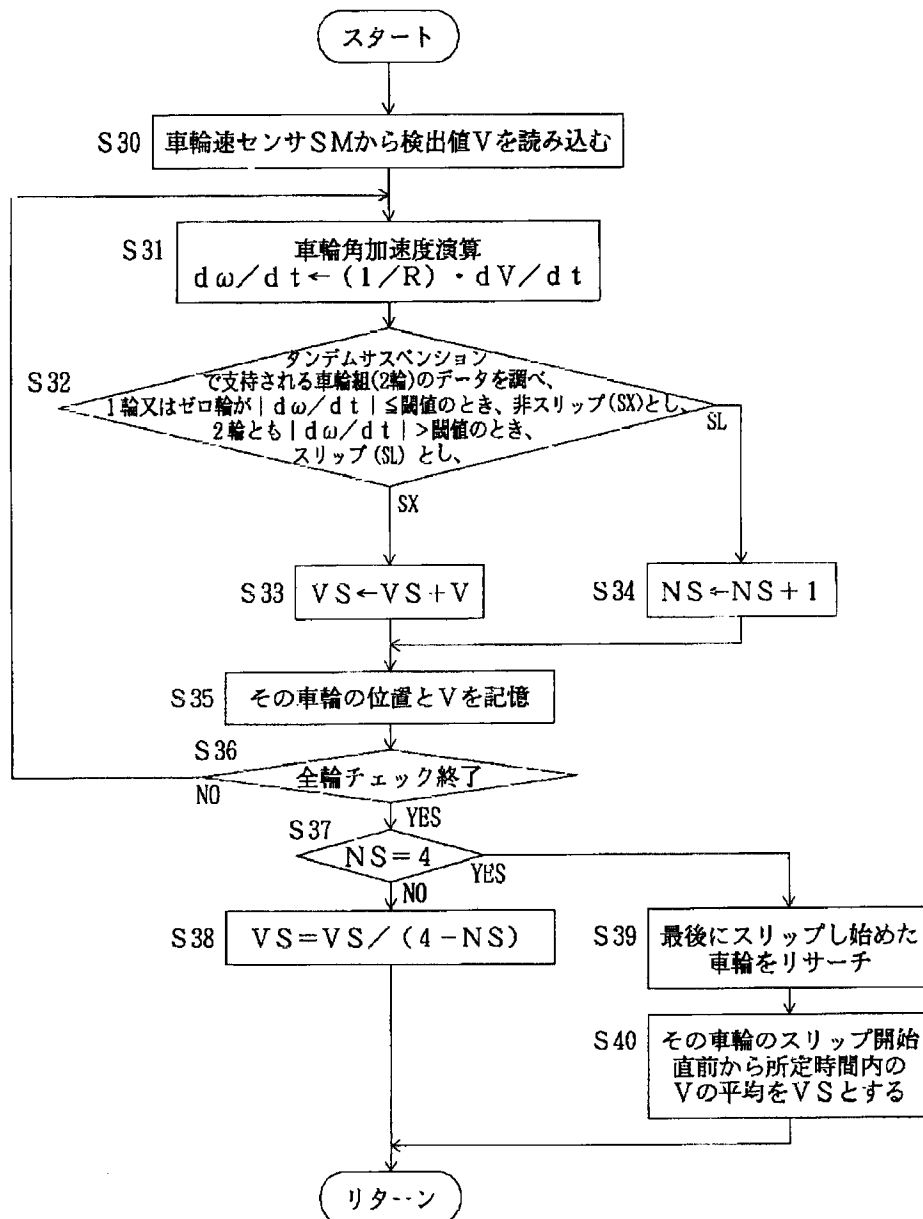 スタート
S30 車輪速センサSMから検出値Vを読み込む
S31 車輪角加速度演算
dω/dt←(1/R)・dV/dt
S32
タンデムサスペンション
で支持される車輪組(2輪)のデータを調べ、
1輪又はゼロ輪が|dω/dt|≦閾値のとき、非スリップ(SX)とし、
2輪とも|dω/dt|>閾値のとき、
スリップ(SL)とし、
SL
SX
S33 VS←VS+V
S34 NS←NS+1
S35 その車輪の位置とVを記憶
S36
全輪チェック終了
NO
YES
S37
NS=4
YES
NO
S38 VS=VS/(4-NS)
S39 最後にスリップし始めた
車輪をリサーチ
S40 その車輪のスリップ開始
直前から所定時間内の
Vの平均をVSとする
リターン